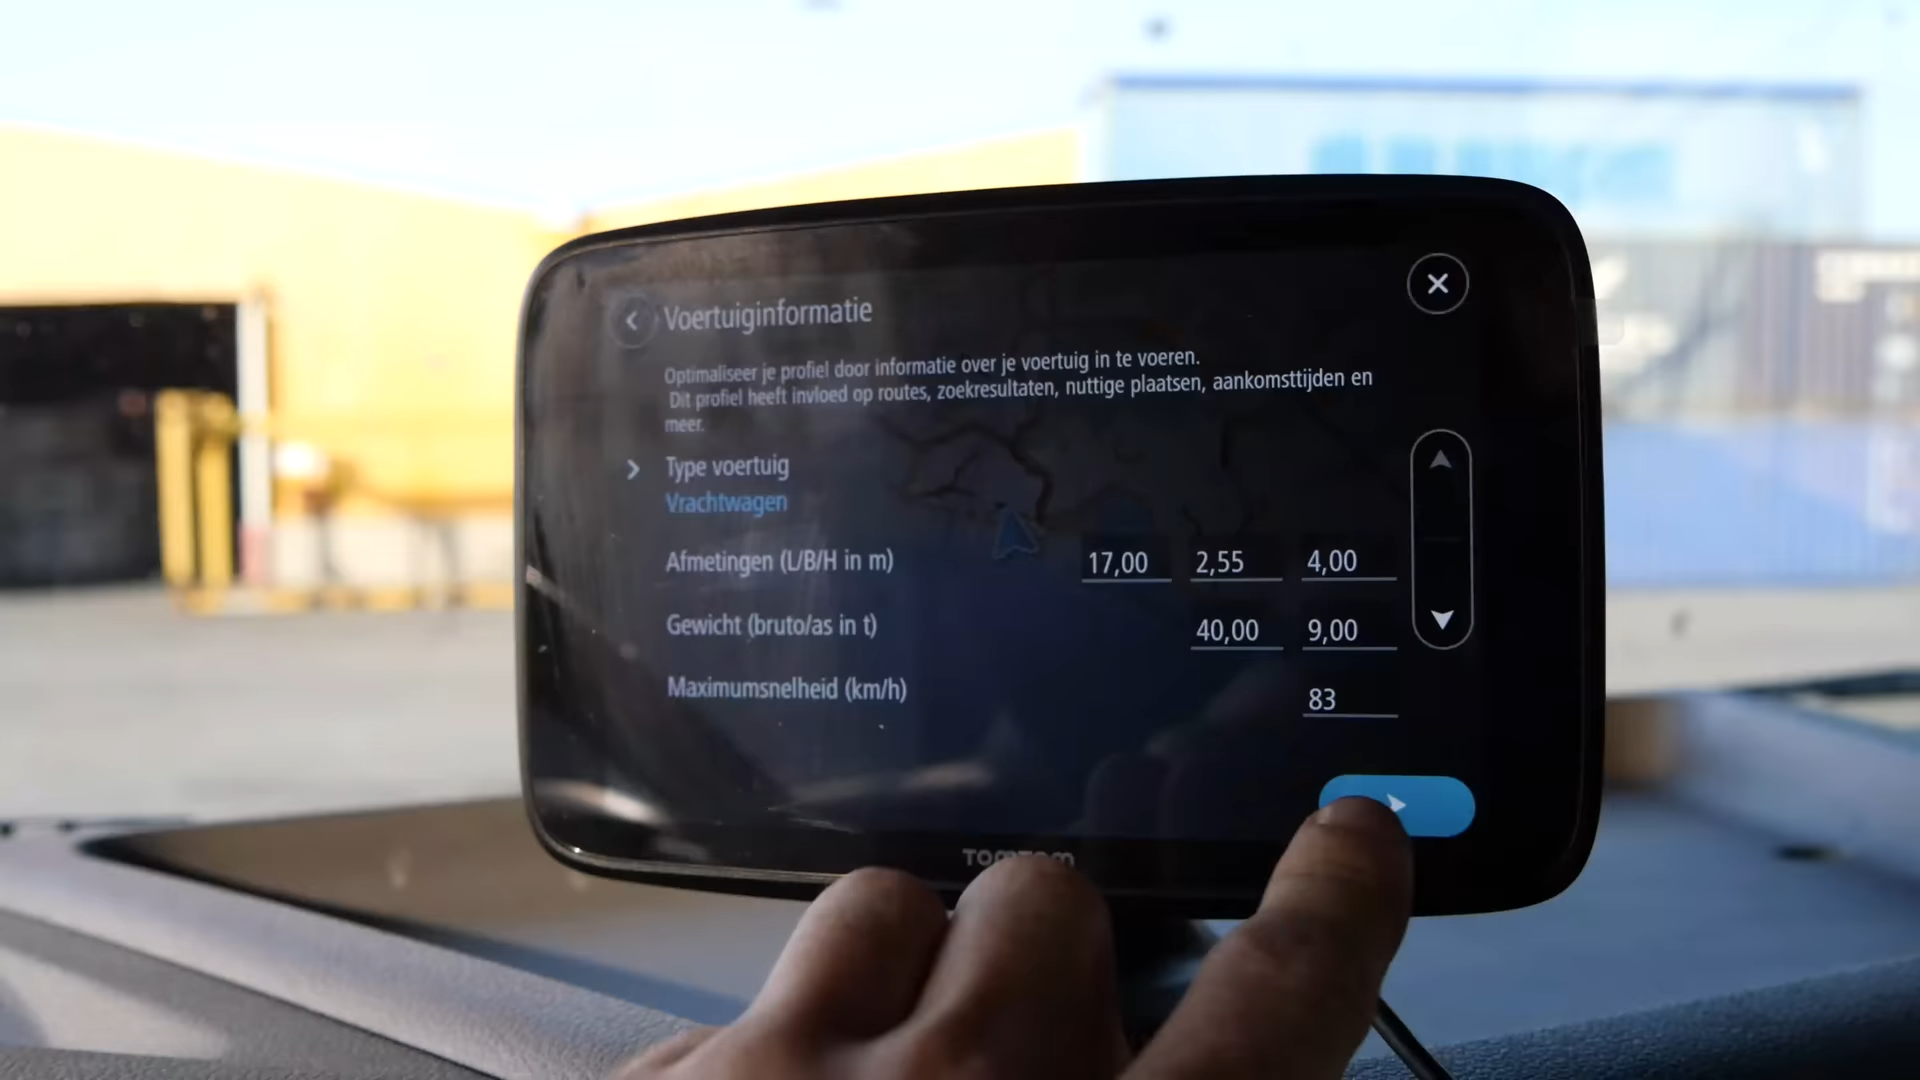 Voertuiginformatie
Optimaliseer je profiel door informatie over je voertuig in te voeren.
Dit profiel heeft invloed op routes, zoekresultaten, nuttige plaatsen, aankomsttijden en
meer.
Type voertuig
Vrachtwagen
Afmetingen (L/B/H in m) 17,00 2,55 4,00
Gewicht (bruto/as in t) 40,00 9,00
Maximumsnelheid (km/h) 83
TOMTOM